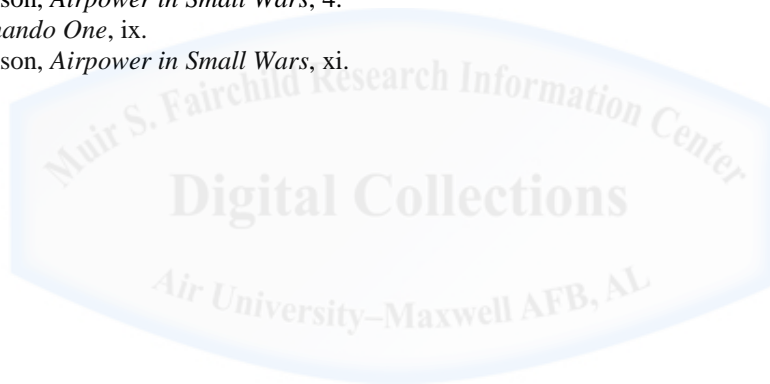 son, Airpower in Small Wars, 4.
nando One, ix.
son, Airpower in Small Wars, xi.
Muir S. Fairchild Research Information Center
Digital Collections
Air University–Maxwell AFB, AL